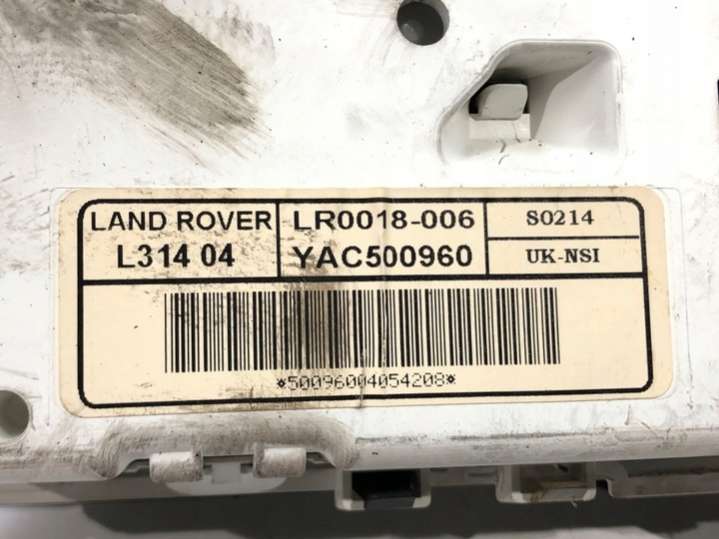 LAND ROVER
L314 04
LR0018-006
YAC500960
S0214
UK-NSI
*50096004054208*